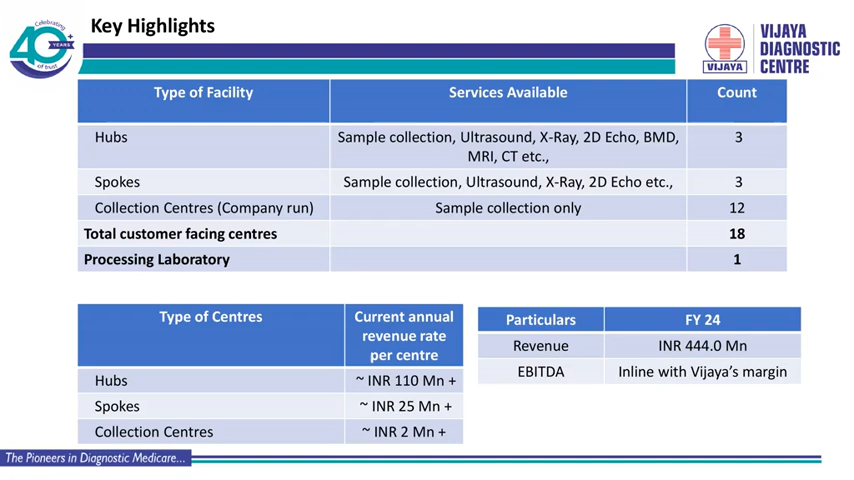 Celebrating
40+
YEARS
of trust
Key Highlights
VIJAYA
VIJAYA
DIAGNOSTIC
CENTRE
Type of Facility Services Available Count
Hubs Sample collection, Ultrasound, X-Ray, 2D Echo, BMD, 3
MRI, CT etc.,
Spokes Sample collection, Ultrasound, X-Ray, 2D Echo etc., 3
Collection Centres (Company run) Sample collection only 12
Total customer facing centres 18
Processing Laboratory 1
Type of Centres Current annual
revenue rate
per centre
Hubs ~ INR 110 Mn +
Spokes ~ INR 25 Mn +
Collection Centres ~ INR 2 Mn +
Particulars FY 24
Revenue INR 444.0 Mn
EBITDA Inline with Vijaya's margin
The Pioneers in Diagnostic Medicare...